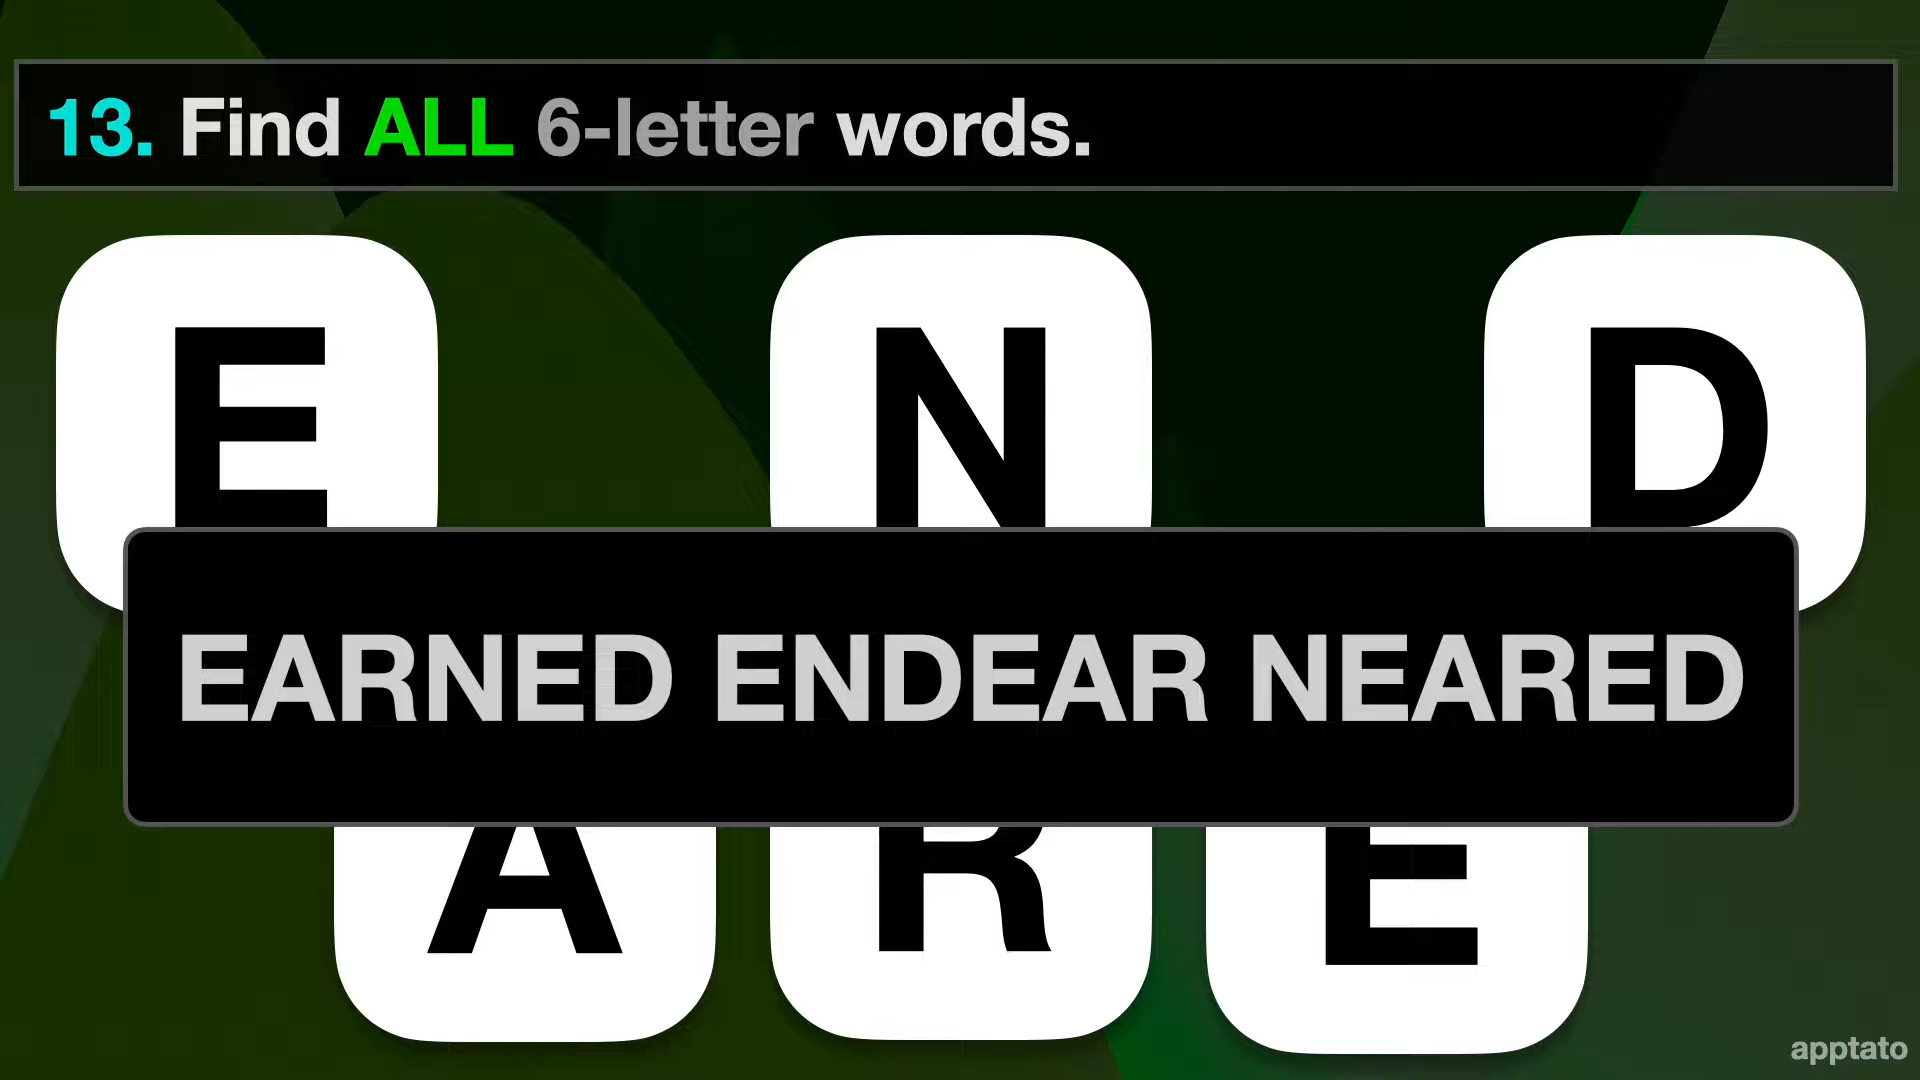 13. Find ALL 6-letter words.
E N D
EARNED ENDEAR NEARED
A R E
apptato